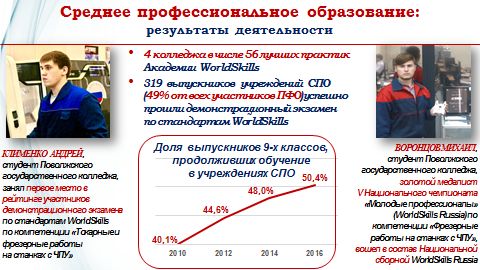 Среднее профессиональное образование:
результаты деятельности
• 4 колледжа в числе 56 лучших практик
Академии WorldSkills
• 319 выпускников учреждений СПО
(49% от всех участников ПФО) успешно
прошли демонстрационный экзамен
по стандартам WorldSkills
КЛИМЕНКО АНДРЕЙ,
студент Поволжского
государственного колледжа,
занял первое место в
рейтинге участников
демонстрационного экзамена
по стандартам WorldSkills
по компетенции «Токарные и
фрезерные работы
на станках с ЧПУ»
Доля выпускников 9-х классов,
продолживших обучение
в учреждениях СПО
50,4%
48,0%
44,6%
40,1%
2010 2012 2014 2016
ВОРОНЦОВ МИХАИЛ,
студент Поволжского
государственного колледжа,
золотой медалист
V Национального чемпионата
«Молодые профессионалы»
(WorldSkills Russia) по
компетенции «Фрезерные
работы на станках с ЧПУ»,
вошел в состав Национальной
сборной WorldSkills Russia